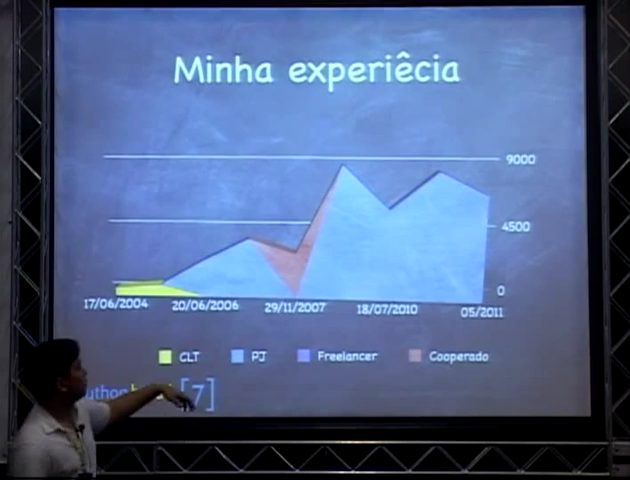 Minha experiêcia
9000
4500
0
17/06/2004 20/06/2006 29/11/2007 18/07/2010 05/2011
CLT PJ Freelancer Cooperado
[7]